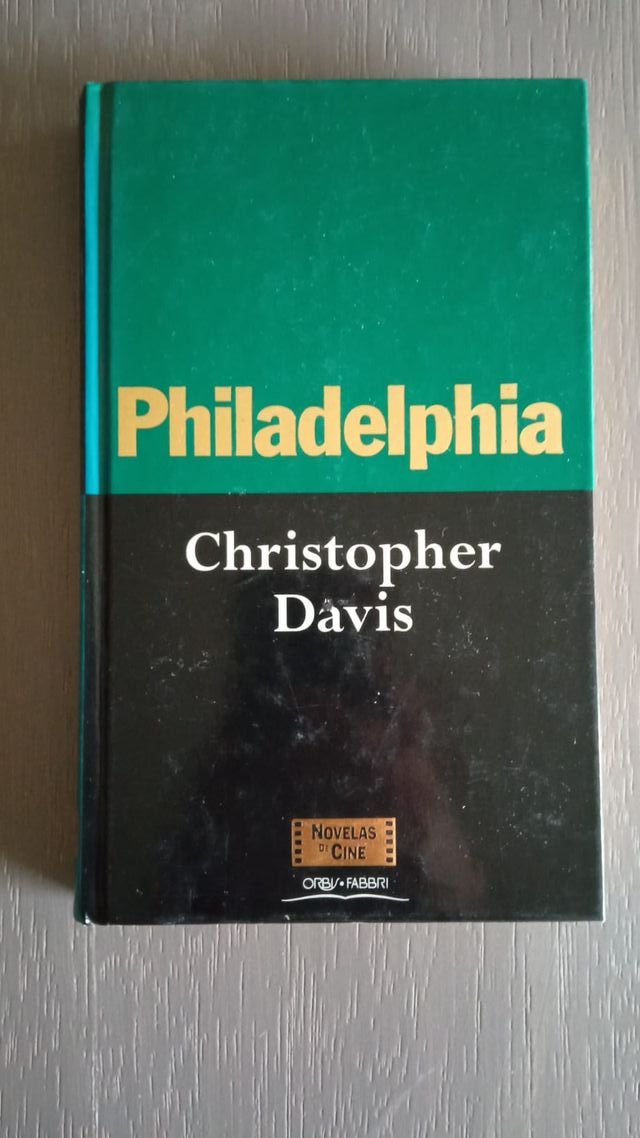 Philadelphia
Christopher
Davis
NOVELAS
DE CINE
ORBIS • FABBRI